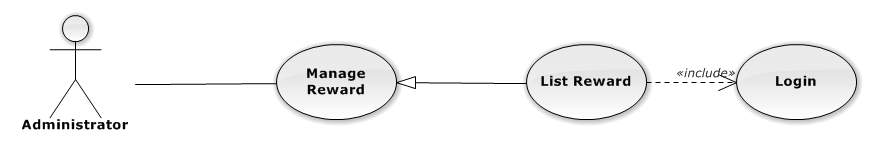 Manage
Reward
List Reward
«include»
Login
Administrator